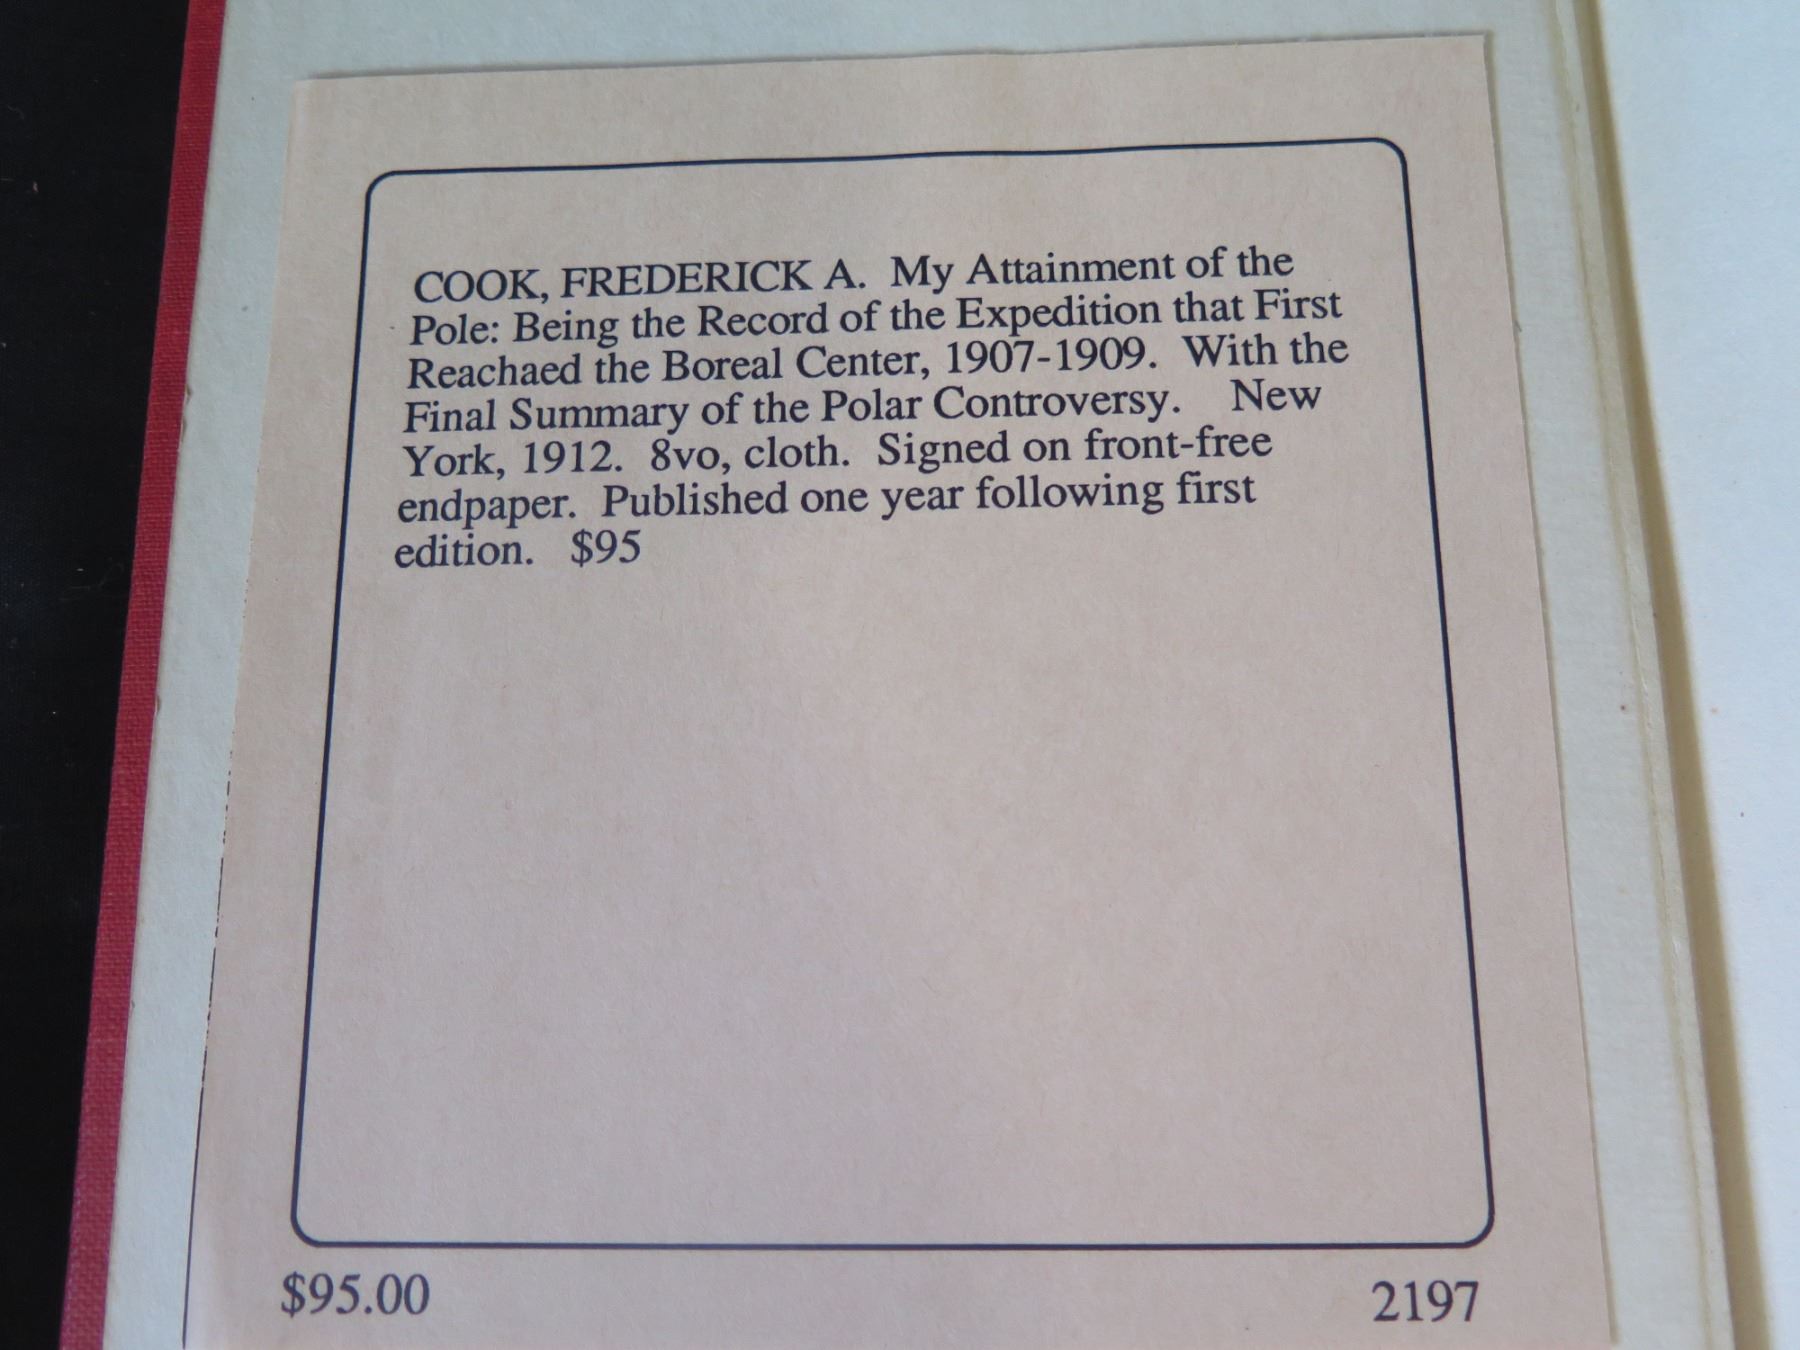 COOK, FREDERICK A. My Attainment of the
Pole: Being the Record of the Expedition that First
Reachaed the Boreal Center, 1907-1909. With the
Final Summary of the Polar Controversy. New
York, 1912. 8vo, cloth. Signed on front-free
endpaper. Published one year following first
edition. $95
$95.00 2197